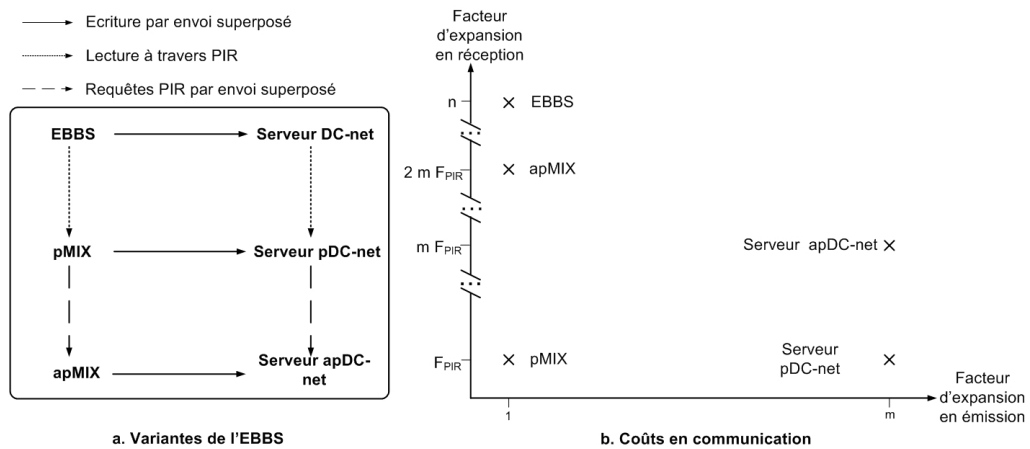 Ecriture par envoi superposé
Lecture à travers PIR
Requêtes PIR par envoi superposé
EBBS
Serveur DC-net
pMIX
Serveur pDC-net
apMIX
Serveur apDC-
net
a. Variantes de l'EBBS
Facteur
d'expansion
en réception
n
EBBS
2 m FPIR
apMIX
m FPIR
Serveur apDC-net
FPIR
pMIX
Serveur
pDC-net
1
m
Facteur
d'expansion
en émission
b. Coûts en communication